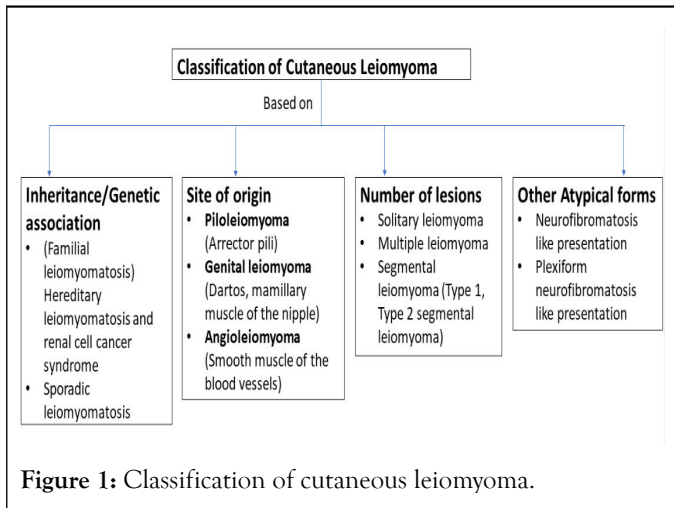 Classification of Cutaneous Leiomyoma
Based on
Inheritance/Genetic
association
• (Familial
leiomyomatosis)
Hereditary
leiomyomatosis and
renal cell cancer
syndrome
• Sporadic
leiomyomatosis
Site of origin
• Piloleiomyoma
(Arrector pili)
• Genital leiomyoma
(Dartos, mamillary
muscle of the nipple)
• Angioleiomyoma
(Smooth muscle of the
blood vessels)
Number of lesions
• Solitary leiomyoma
• Multiple leiomyoma
• Segmental
leiomyoma (Type 1,
Type 2 segmental
leiomyoma)
Other Atypical forms
• Neurofibromatosis
like presentation
• Plexiform
neurofibromatosis
like presentation
Figure 1: Classification of cutaneous leiomyoma.